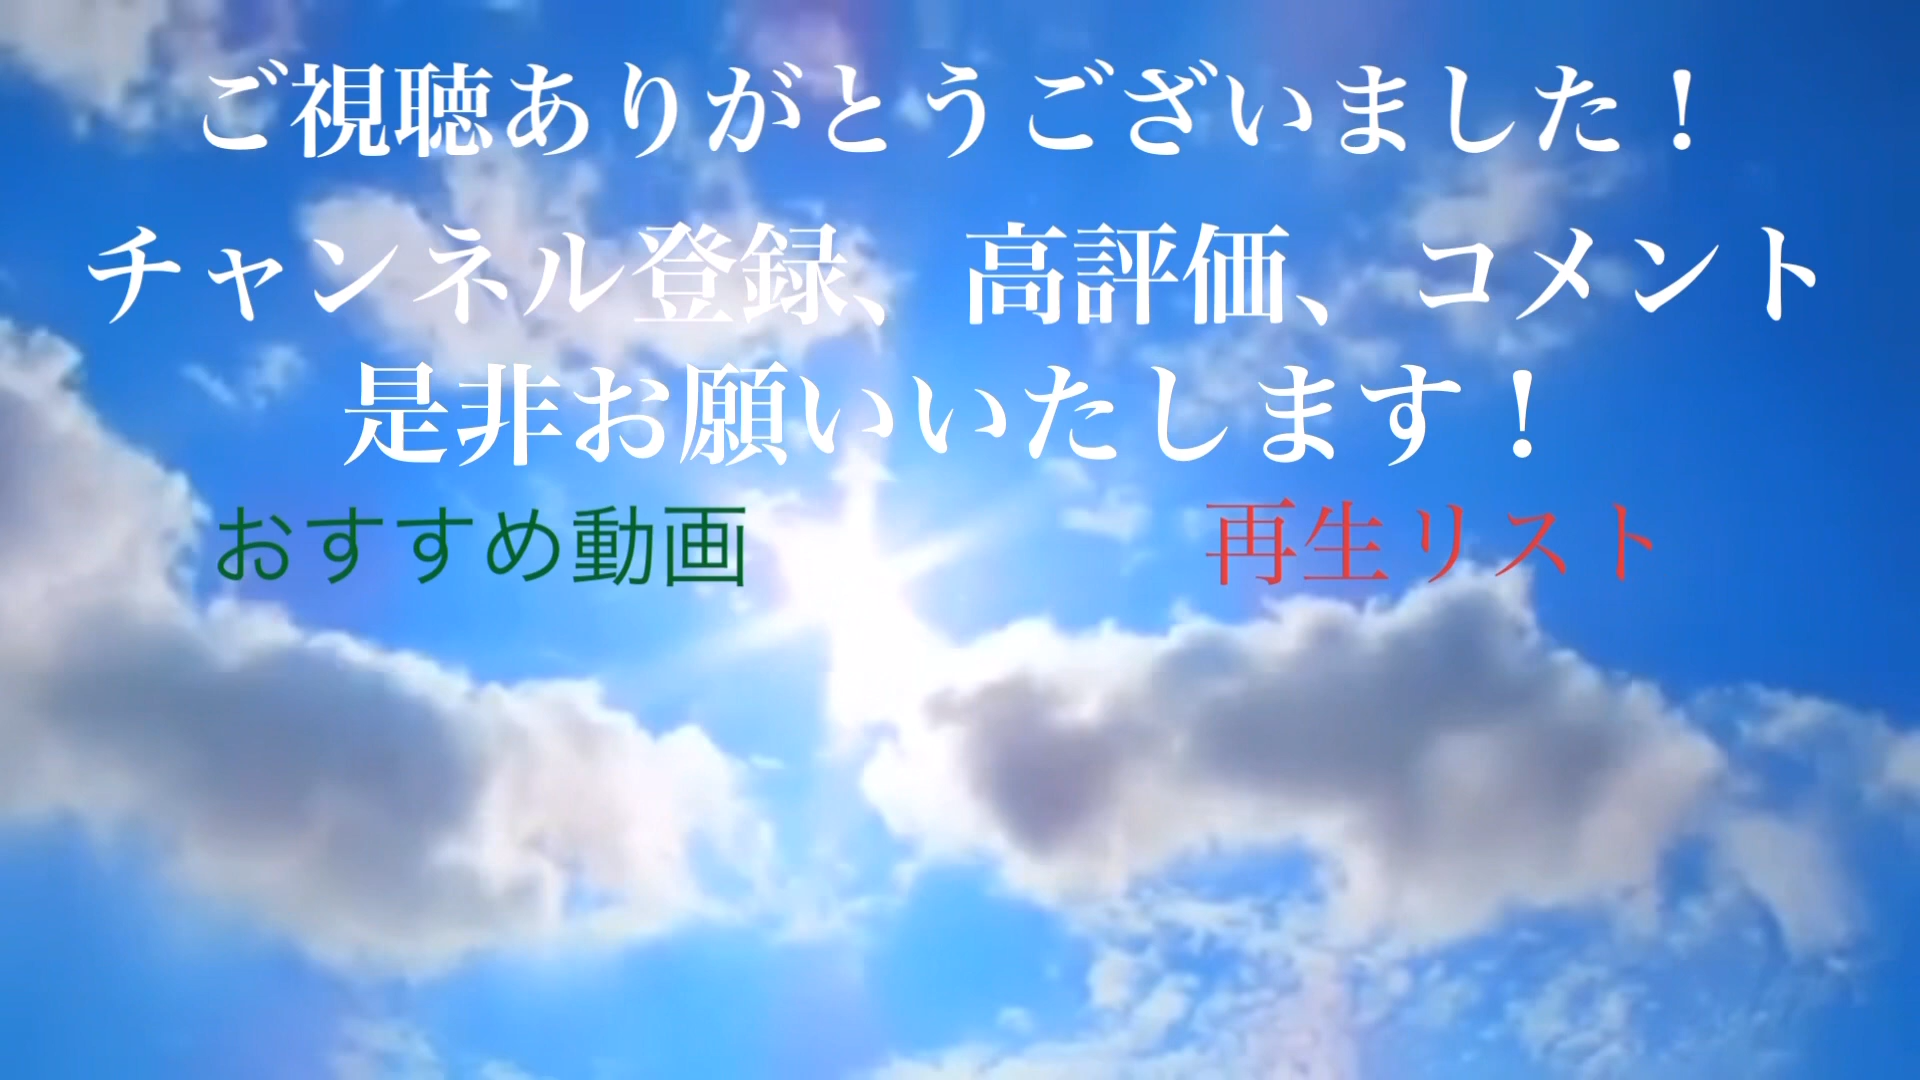 ご視聴ありがとうございました！
チャンネル登録、高評価、コメント
是非お願いいたします！
おすすめ動画
再生リスト